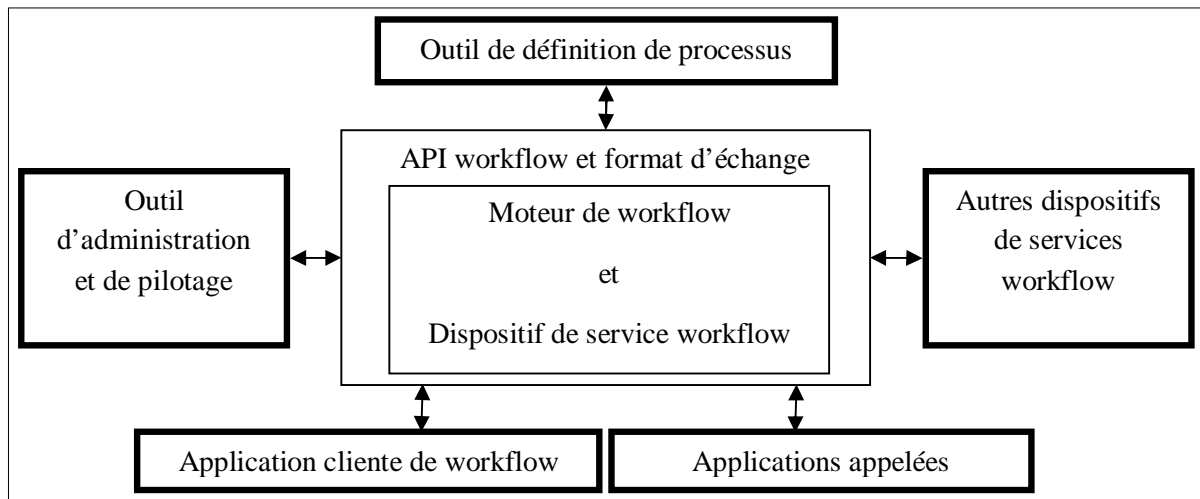 Outil de définition de processus
API workflow et format d’échange
Moteur de workflow
et
Dispositif de service workflow
Outil
d’administration
et de pilotage
Autres dispositifs
de services
workflow
Application cliente de workflow
Applications appelées